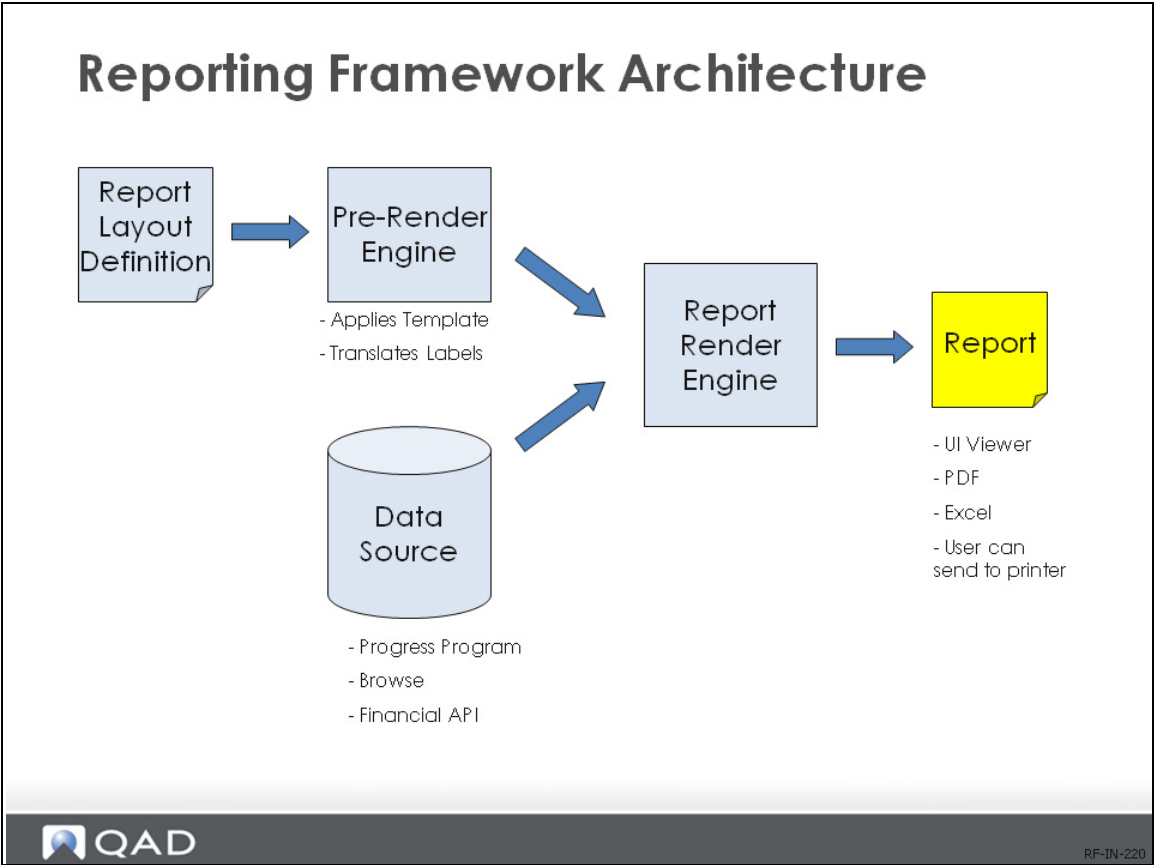 Reporting Framework Architecture
Report
Layout
Definition
Pre-Render
Engine
- Applies Template
- Translates Labels
Data
Source
- Progress Program
- Browse
- Financial API
Report
Render
Engine
Report
- UI Viewer
- PDF
- Excel
- User can
send to printer
QAD
RF-IN-220